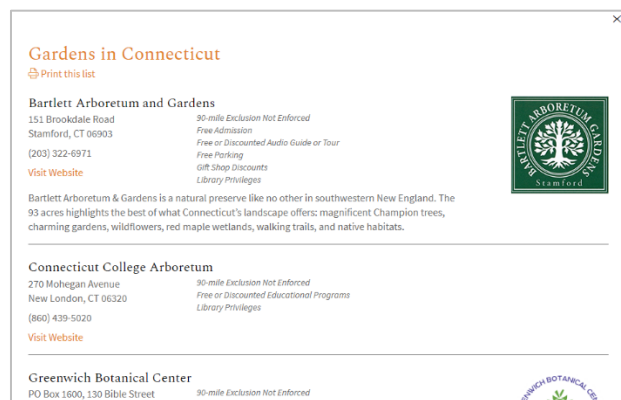 ×
Gardens in Connecticut
Print this list
Bartlett Arboretum and Gardens
151 Brookdale Road
Stamford, CT 06903
(203) 322-6971
Visit Website
90-mile Exclusion Not Enforced
Free Admission
Free or Discounted Audio Guide or Tour
Free Parking
Gift Shop Discounts
Library Privileges
BARTLETT ARBORETUM GARDENS
Stamford
Bartlett Arboretum & Gardens is a natural preserve like no other in southwestern New England. The
93 acres highlights the best of what Connecticut's landscape offers: magnificent Champion trees,
charming gardens, wildflowers, red maple wetlands, walking trails, and native habitats.
Connecticut College Arboretum
270 Mohegan Avenue
New London, CT 06320
(860) 439-5020
Visit Website
90-mile Exclusion Not Enforced
Free or Discounted Educational Programs
Library Privileges
Greenwich Botanical Center
PO Box 1600, 130 Bible Street
90-mile Exclusion Not Enforced
BOTANICAL